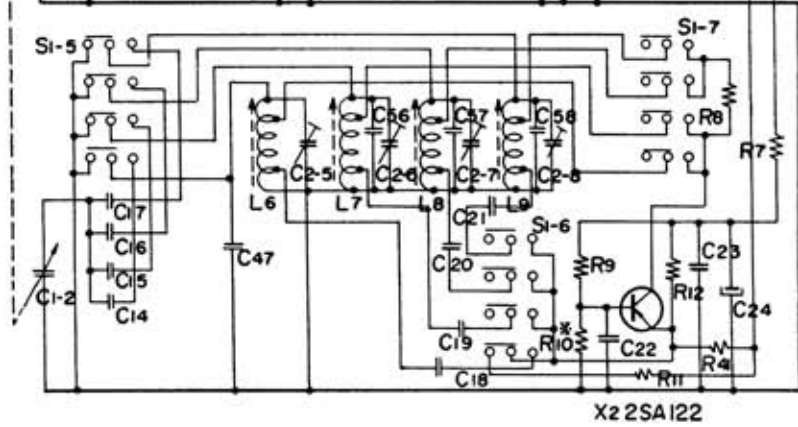 S1-5
S1-7
C56
C57
C58
R8
R7
C2-5
C2-6
C2-7
C2-8
L6
L7
L8
L9
C17
C21
S1-6
C16
C47
C20
R9
C23
C15
R12
C1-2
C24
C14
C19
*
R10
C22
R4
C18
R11
X2 2SA122